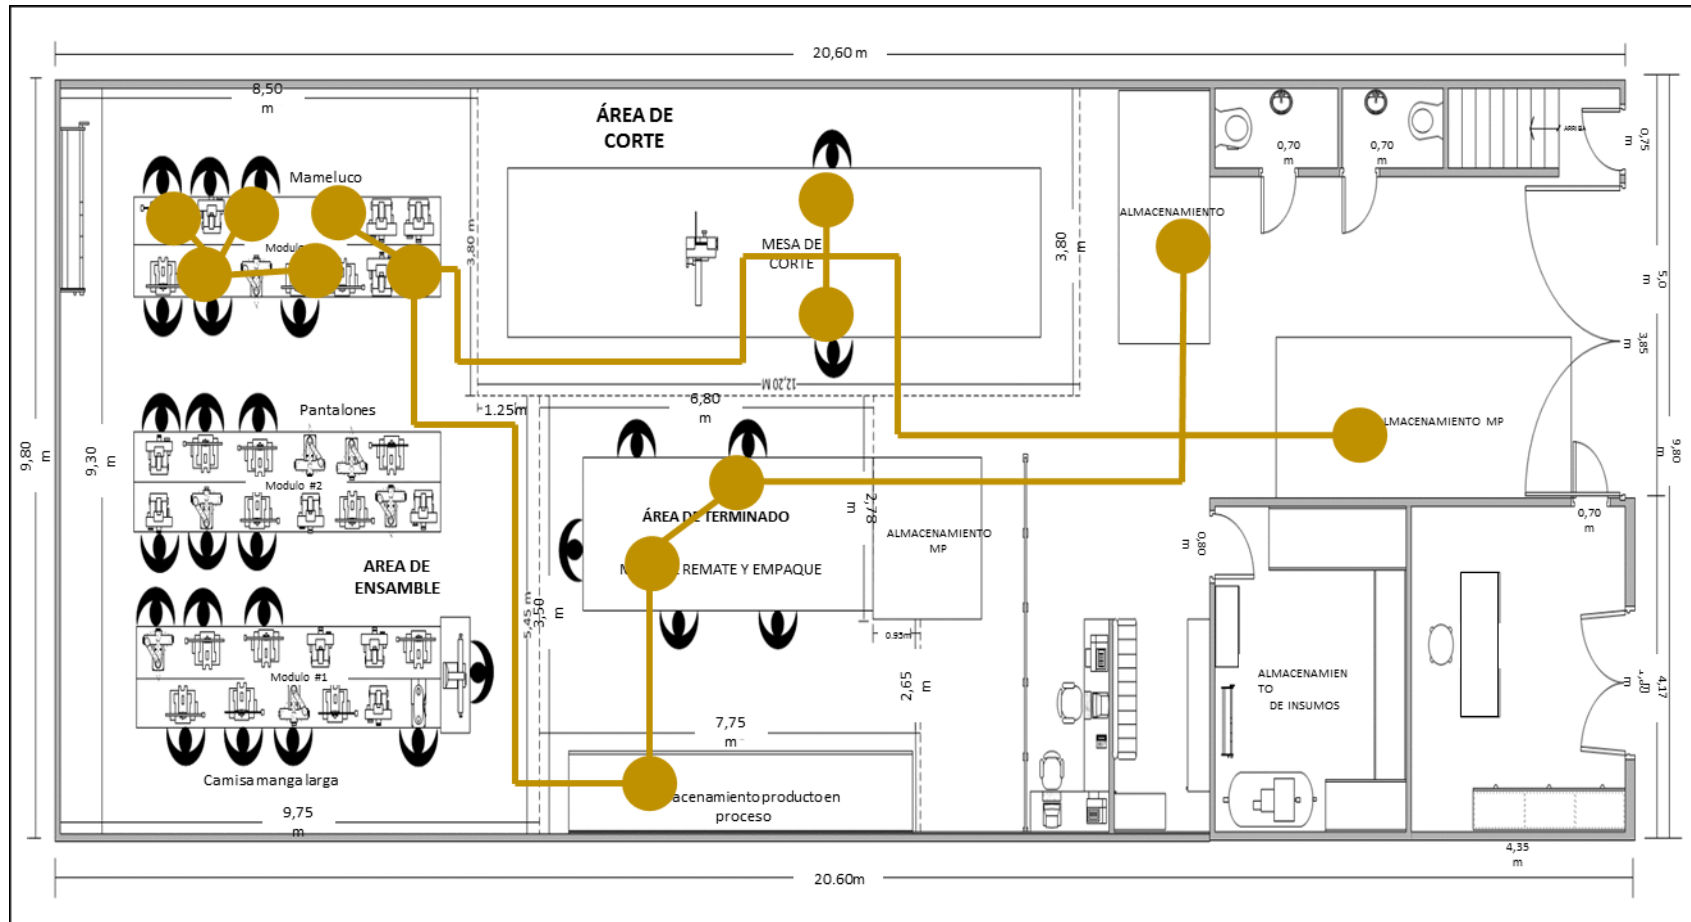 20,60 m
8,50
m
ÁREA DE
CORTE
0,75
m
ARRIBA
0,70
m
0,70
m
Mameluco
ALMACENAMIENTO
3,80 m
MESA DE
CORTE
3,80
m
Modulo
5,0
m
3,85
m
12,20 M
6,80
m
1.25m
Pantalones
ALMACENAMIENTO MP
9,80
m
9,30
m
9,80
m
Modulo #2
2,78
m
ÁREA DE TERMINADO
ALMACENAMIENTO
MP
0,80
m
0,70
m
AREA DE
ENSAMBLE
REMATE Y EMPAQUE
5,45 m
3,50
m
0.95m
Modulo #1
2,65
m
ALMACENAMIEN
TO
DE INSUMOS
4,17
m
7,75
m
Camisa manga larga
acenamiento producto en
proceso
9,75
m
4,35
m
20.60m